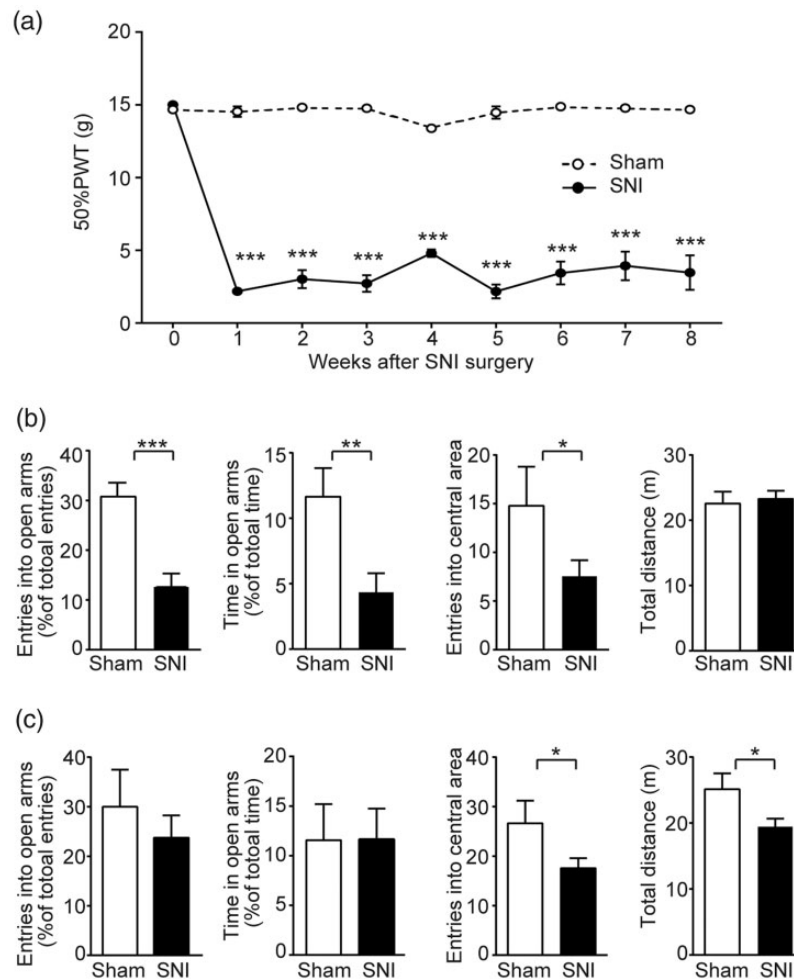 (a)
20
15
10
5
0
50%PWT (g)
Sham
SNI
*** *** *** *** *** *** *** ***
0 1 2 3 4 5 6 7 8
Weeks after SNI surgery
(b)
Entries into open arms
(%of totoal entries)
40
30
20
10
0
***
Sham SNI
Time in open arms
(%of totoal time)
15
10
5
0
**
Sham SNI
Entries into central area
20
15
10
5
0
*
Sham SNI
Total distance (m)
30
20
10
0
Sham SNI
(c)
Entries into open arms
(%of totoal entries)
40
30
20
10
0
Sham SNI
Time in open arms
(%of totoal time)
20
15
10
5
0
Sham SNI
Entries into central area
40
30
20
10
0
*
Sham SNI
Total distance (m)
30
20
10
0
*
Sham SNI